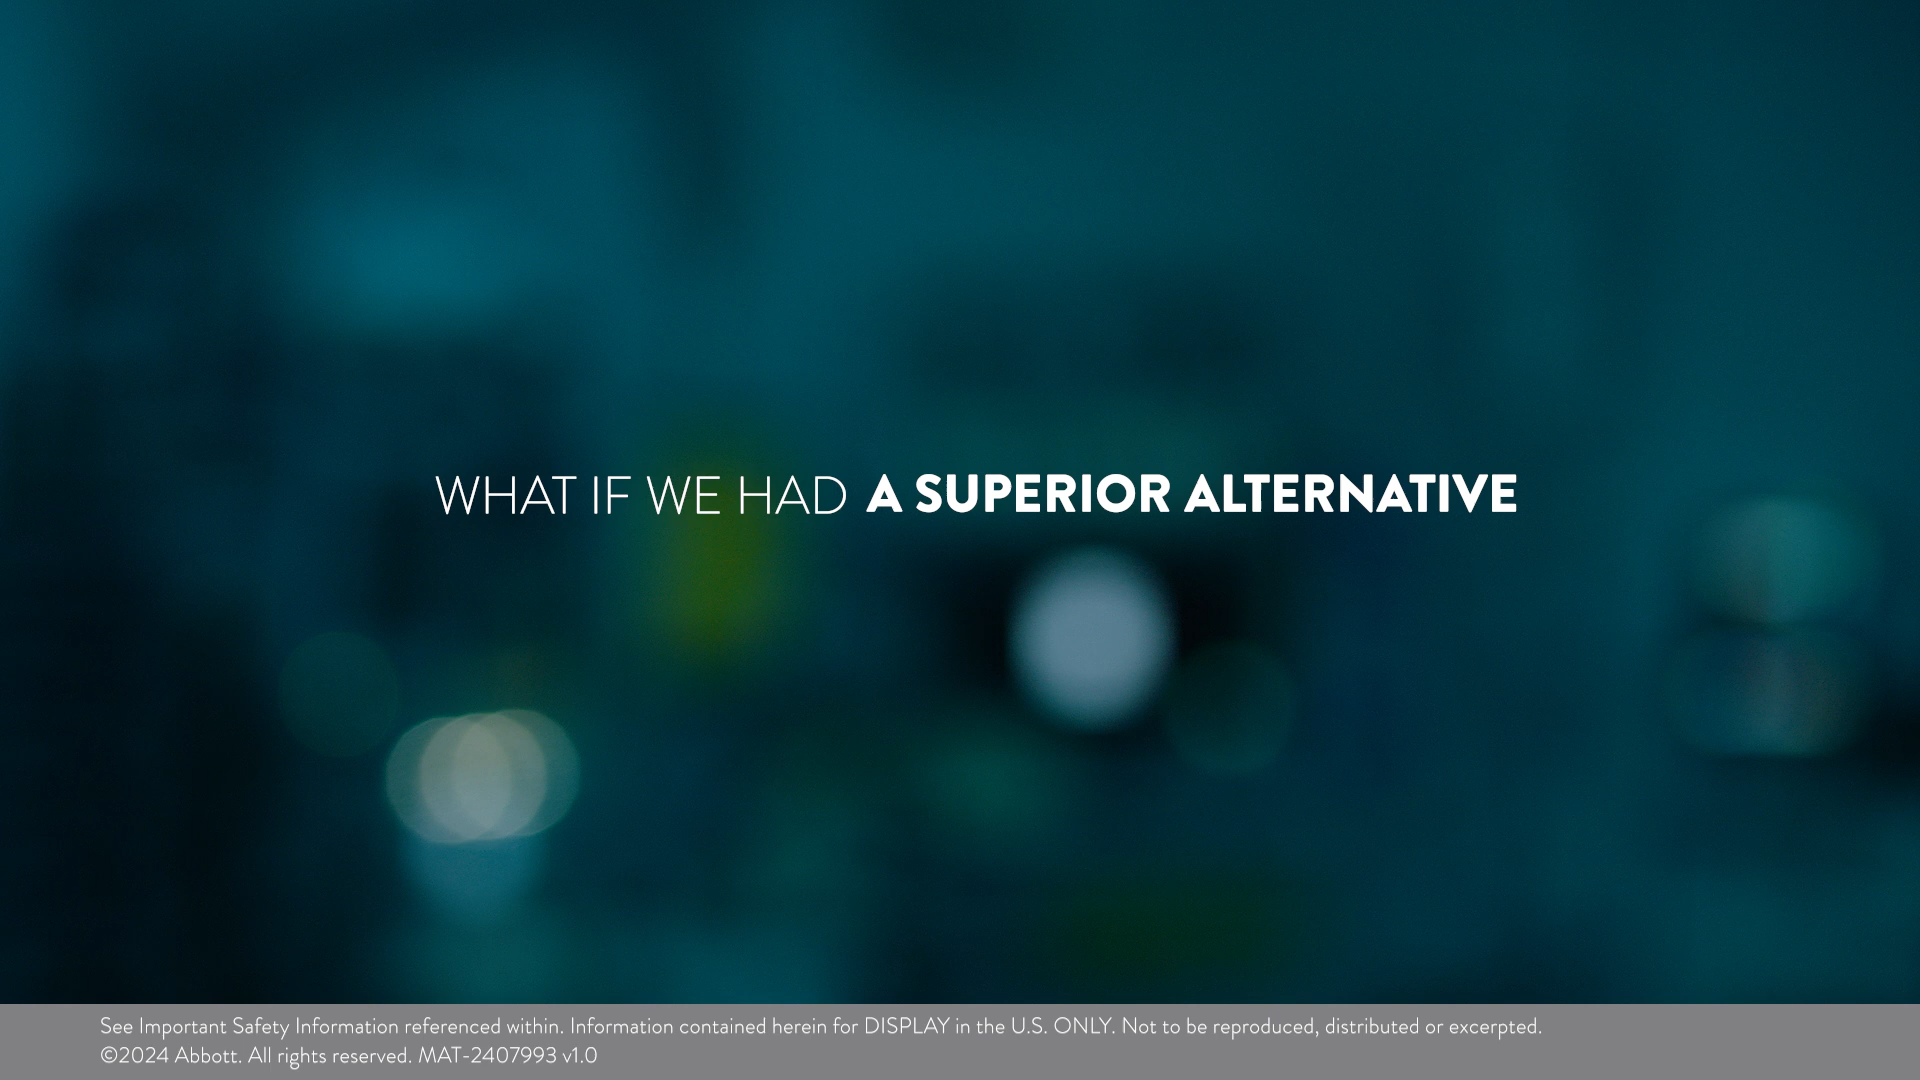 WHAT IF WE HAD A SUPERIOR ALTERNATIVE
See Important Safety Information referenced within. Information contained herein for DISPLAY in the U.S. ONLY. Not to be reproduced, distributed or excerpted.
©2024 Abbott. All rights reserved. MAT-2407993 v1.0